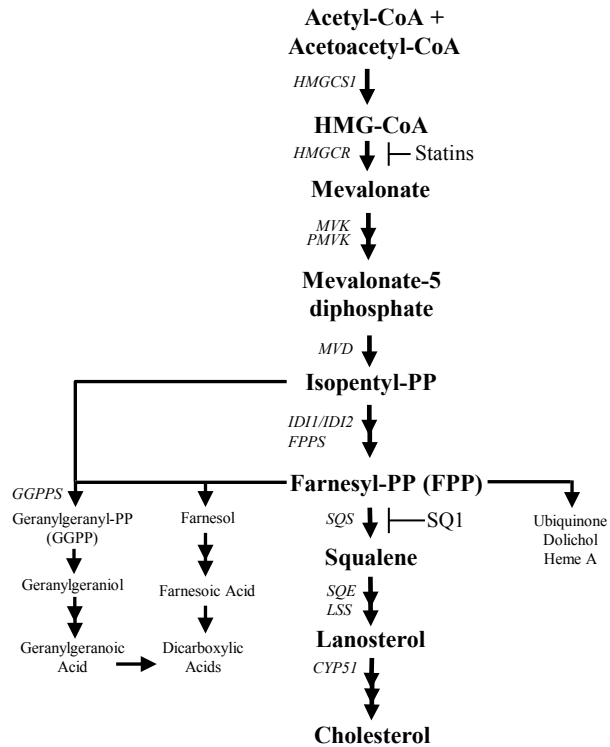 Acetyl-CoA +
Acetoacetyl-CoA
HMGCS1
HMG-CoA
HMGCR
Statins
Mevalonate
MVK
PMVK
Mevalonate-5
diphosphate
MVD
Isopentyl-PP
IDI1/IDI2
FPPS
Farnesyl-PP (FPP)
GGPPS
Geranylgeranyl-PP
(GGPP)
Farnesol
SQS
SQ1
Ubiquinone
Dolichol
Heme A
Squalene
Geranylgeraniol
Farnesoic Acid
SQE
LSS
Lanosterol
Geranylgeranoic
Acid
Dicarboxylic
Acids
CYP51
Cholesterol